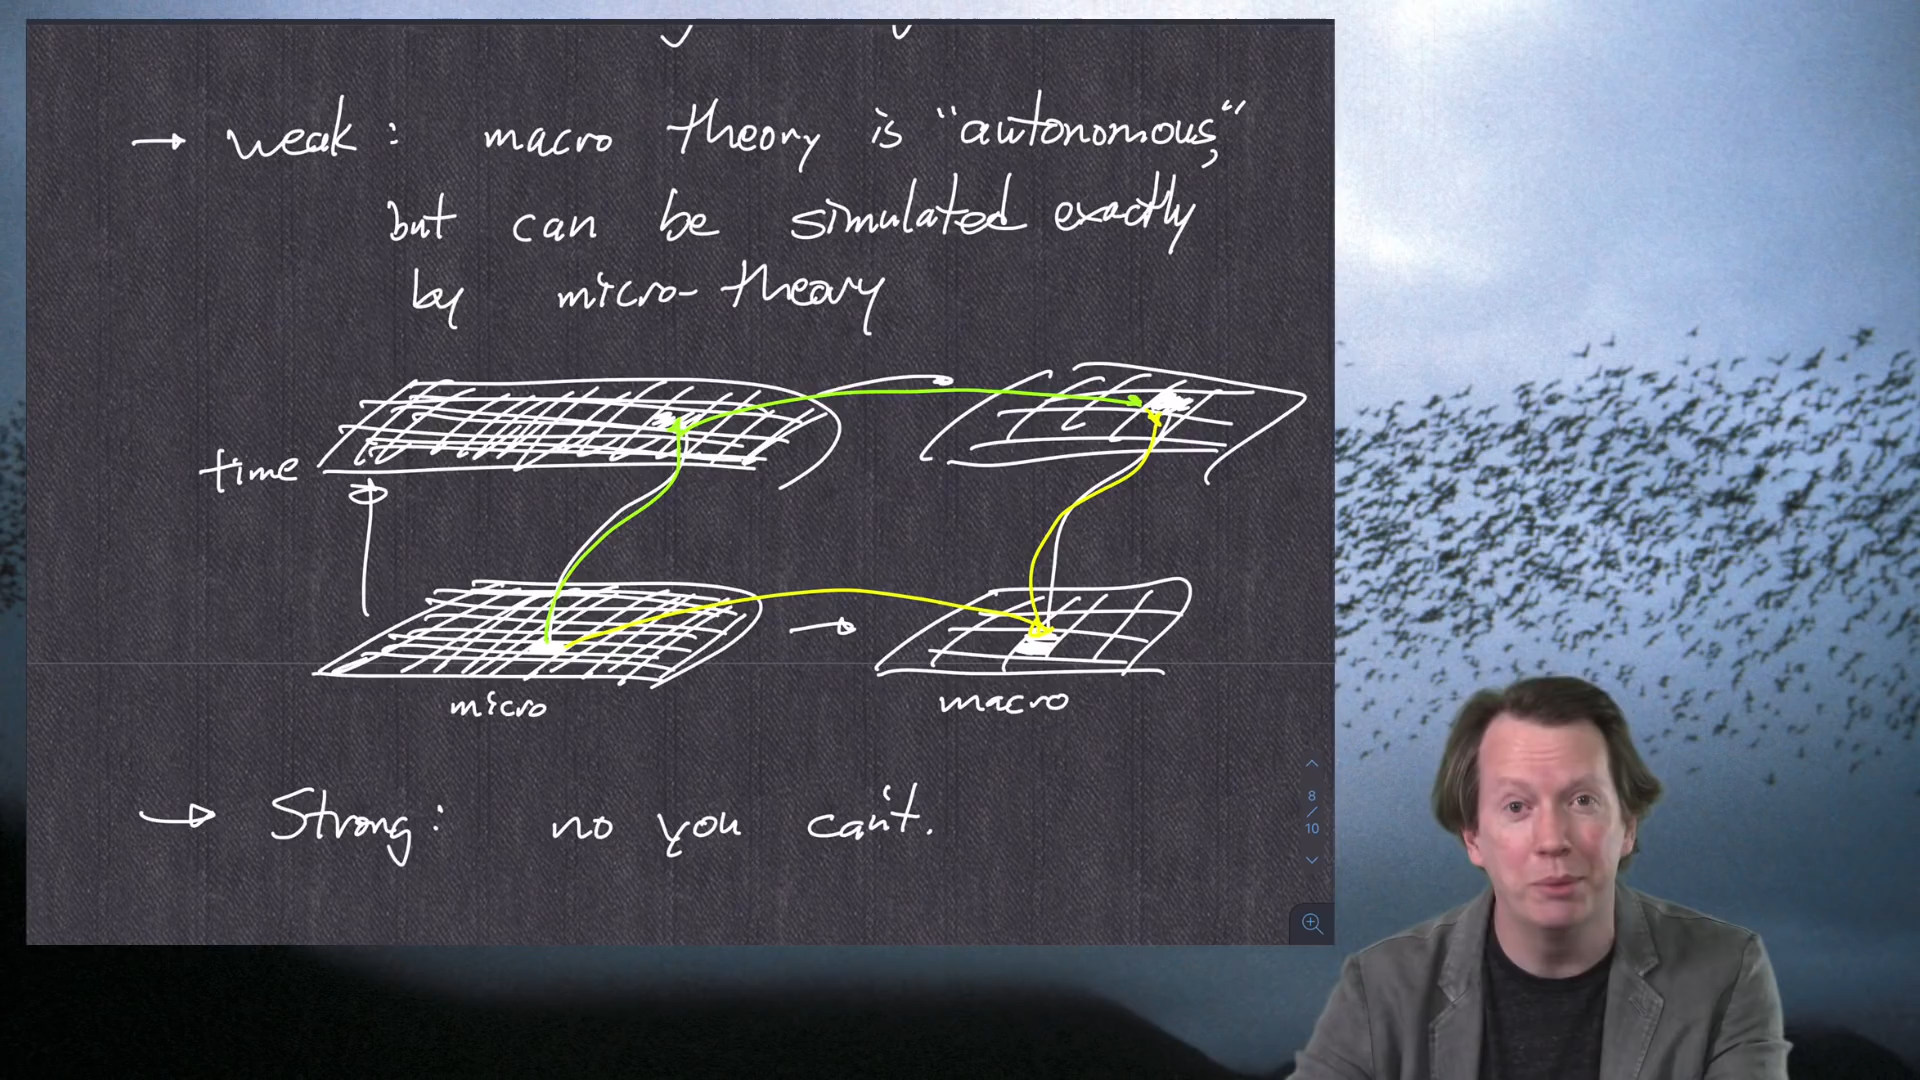 → weak: macro theory is "autonomous,"
but can be simulated exactly
by micro-theory
time
micro
macro
→ Strong: no you can't.
8
/
10